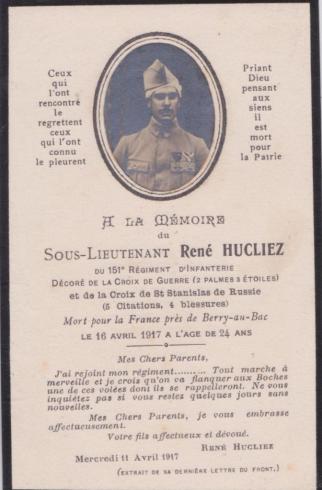 Ceux
qui
l'ont
rencontré
le
regrettent
ceux
qui l'ont
connu
le pleurent
Priant
Dieu
pensant
aux
siens
il
est
mort
pour
la Patrie
A LA MÉMOIRE
du
SOUS-LIEUTENANT René HUCLIEZ
DU 151e RÉGIMENT D'INFANTERIE
DÉCORÉ DE LA CROIX DE GUERRE (2 PALMES 3 ÉTOILES)
et de la Croix de St Stanislas de Russie
(5 Citations, 4 blessures)
Mort pour la France près de Berry-au-Bac
LE 16 AVRIL 1917 A L'AGE DE 24 ANS
Mes Chers Parents,
J'ai rejoint mon régiment.......... Tout marche à
merveille et je crois qu'on va flanquer aux Boches
une de ces volées dont ils se rappelleront. Ne vous
inquiétez pas si vous restez quelques jours sans
nouvelles.
Mes Chers Parents, je vous embrasse
affectueusement.
Votre fils affectueux et dévoué.
RENÉ HUCLIEZ
Mercredi 11 Avril 1917
(EXTRAIT DE SA DERNIÈRE LETTRE DU FRONT.)